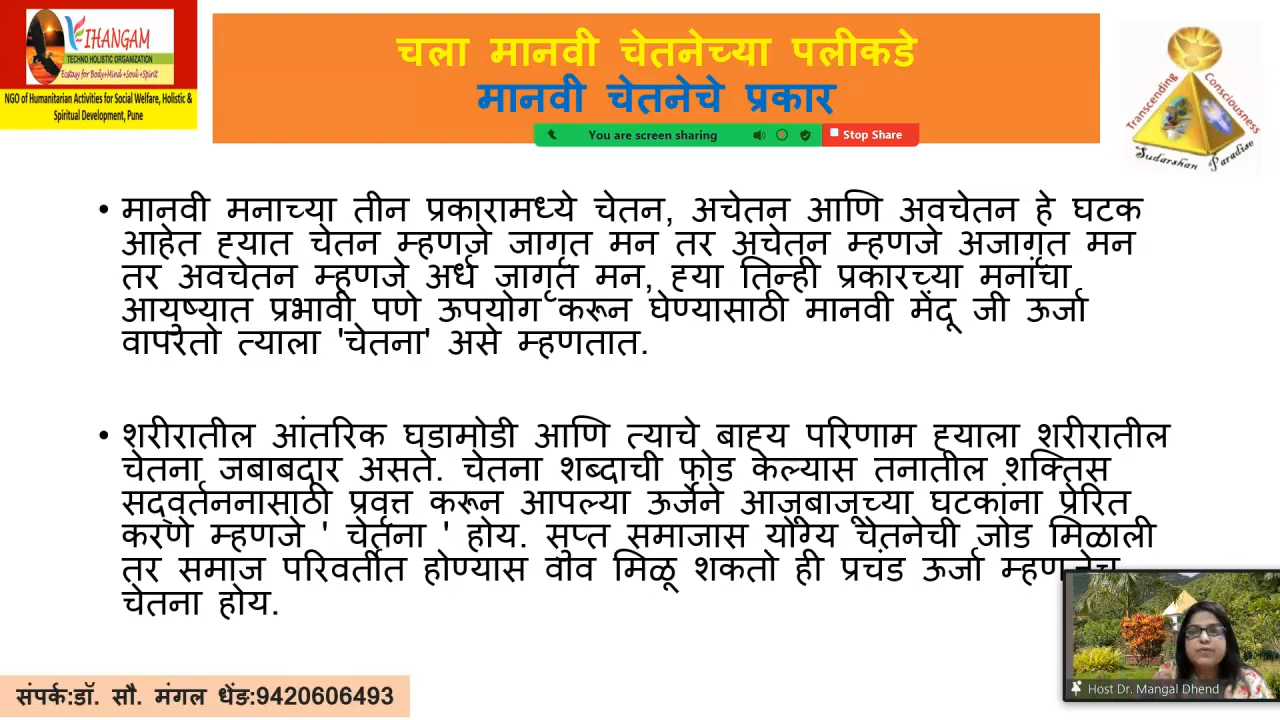 VIHANGAM
TECHNO HOLISTIC ORGANIZATION
Ecstasy for Body+Mind+Soul+Spirit
NGO of Humanitarian Activities for Social Welfare, Holistic &
Spiritual Development, Pune
चला मानवी चेतनेच्या पलीकडे
मानवी चेतनेचे प्रकार
You are screen sharing
Stop Share
Transcending Consciousness
Sudarshan Paradise
• मानवी मनाच्या तीन प्रकारामध्ये चेतन, अचेतन आणि अवचेतन हे घटक
आहेत ह्यात चेतन म्हणजे जागृत मन तर अचेतन म्हणजे अजागृत मन
तर अवचेतन म्हणजे अर्ध जागृत मन, ह्या तिन्ही प्रकारच्या मनांचा
आयुष्यात प्रभावी पणे ऊपयोग करून घेण्यासाठी मानवी मेंदू जी ऊर्जा
वापरतो त्याला 'चेतना' असे म्हणतात.
• शरीरातील आंतरिक घडामोडी आणि त्याचे बाह्य परिणाम ह्याला शरीरातील
चेतना जबाबदार असते. चेतना शब्दाची फोड केल्यास तनातील शक्तिस
सद्वर्तननासाठी प्रवृत्त करून आपल्या ऊर्जेने आजूबाजूच्या घटकांना प्रेरित
करणे म्हणजे ' चेतना ' होय. सुप्त समाजास योग्य चेतनेची जोड मिळाली
तर समाज परिवर्तीत होण्यास वाव मिळू शकतो ही प्रचंड ऊर्जा म्हणजेच
चेतना होय.
Host Dr. Mangal Dhend
संपर्क:डॉ. सौ. मंगल धेंड:9420606493